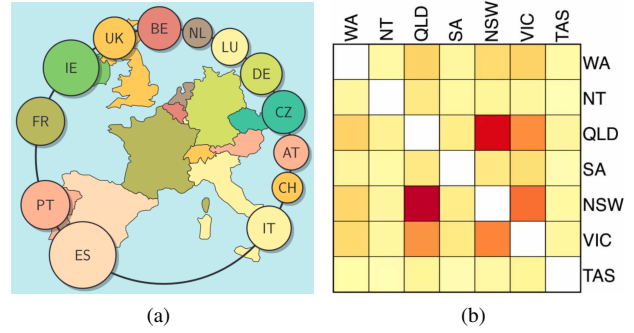 UK
BE
NL
LU
IE
DE
FR
CZ
AT
CH
PT
IT
ES
(a)
WA
NT
QLD
SA
NSW
VIC
TAS
WA
NT
QLD
SA
NSW
VIC
TAS
(b)